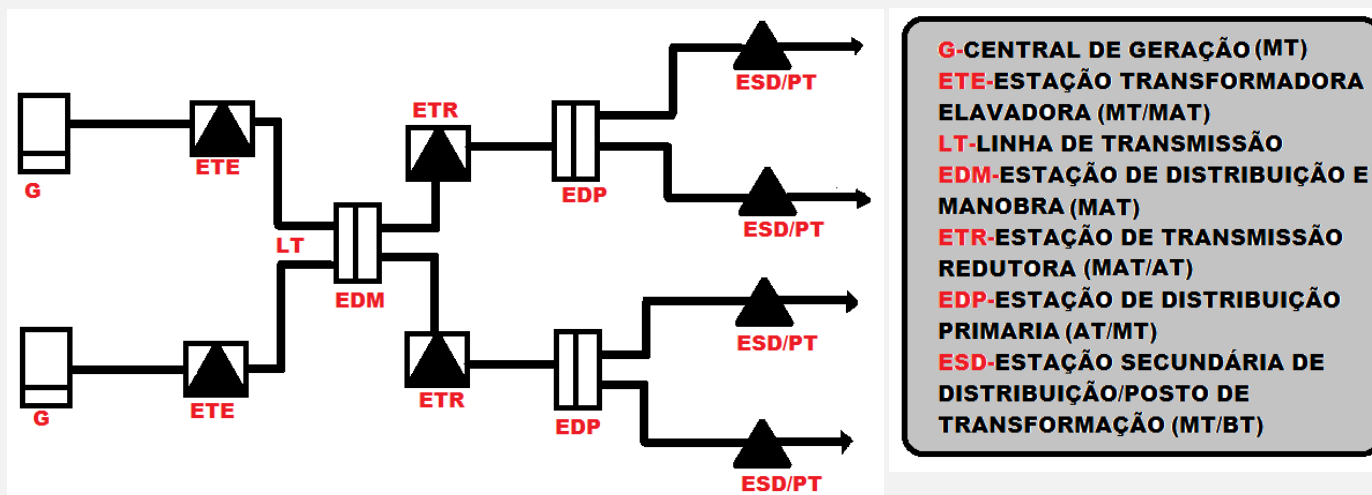 ESD/PT
ETR
ETE
G
EDP
ESD/PT
LT
EDM
ESD/PT
ETE
G
ETR
EDP
ESD/PT
G-CENTRAL DE GERAÇÃO (MT)
ETE-ESTAÇÃO TRANSFORMADORA
ELAVADORA (MT/MAT)
LT-LINHA DE TRANSMISSÃO
EDM-ESTAÇÃO DE DISTRIBUIÇÃO E
MANOBRA (MAT)
ETR-ESTAÇÃO DE TRANSMISSÃO
REDUTORA (MAT/AT)
EDP-ESTAÇÃO DE DISTRIBUIÇÃO
PRIMARIA (AT/MT)
ESD-ESTAÇÃO SECUNDÁRIA DE
DISTRIBUIÇÃO/POSTO DE
TRANSFORMAÇÃO (MT/BT)